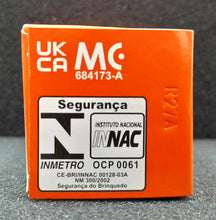 UK
CA
MC
684173-A
Segurança
N
INMETRO
INSTITUTO NACIONAL
INNAC
OCP 0061
CE-BRI/INNAC 00128-03A
NM 300/2002
Segurança do Brinquedo